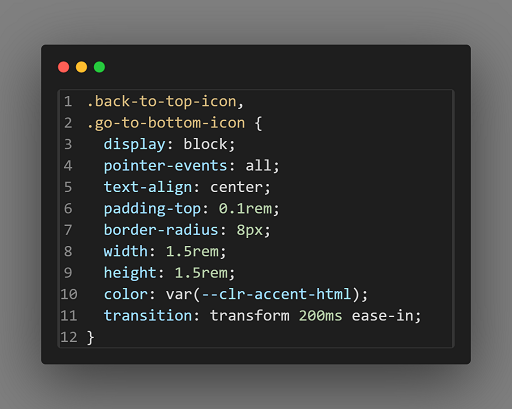 1 .back-to-top-icon,
2 .go-to-bottom-icon {
3   display: block;
4   pointer-events: all;
5   text-align: center;
6   padding-top: 0.1rem;
7   border-radius: 8px;
8   width: 1.5rem;
9   height: 1.5rem;
10   color: var(--clr-accent-html);
11   transition: transform 200ms ease-in;
12 }